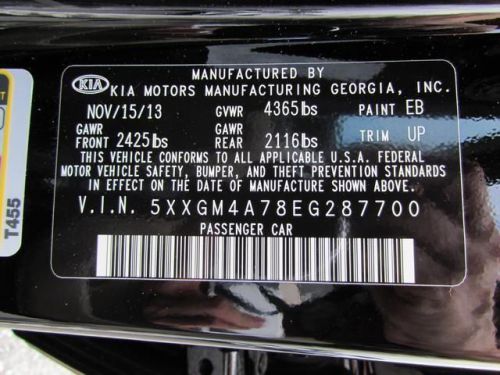 MANUFACTURED BY
KIA KIA MOTORS MANUFACTURING GEORGIA, INC.
NOV/15/13 GVWR 4365lbs PAINT EB
GAWR FRONT 2425lbs GAWR REAR 2116lbs TRIM UP
THIS VEHICLE CONFORMS TO ALL APPLICABLE U.S.A. FEDERAL
MOTOR VEHICLE SAFETY, BUMPER, AND THEFT PREVENTION STANDARDS
IN EFFECT ON THE DATE OF MANUFACTURE SHOWN ABOVE.
V.I.N. 5XXGM4A78EG287700
PASSENGER CAR
T455